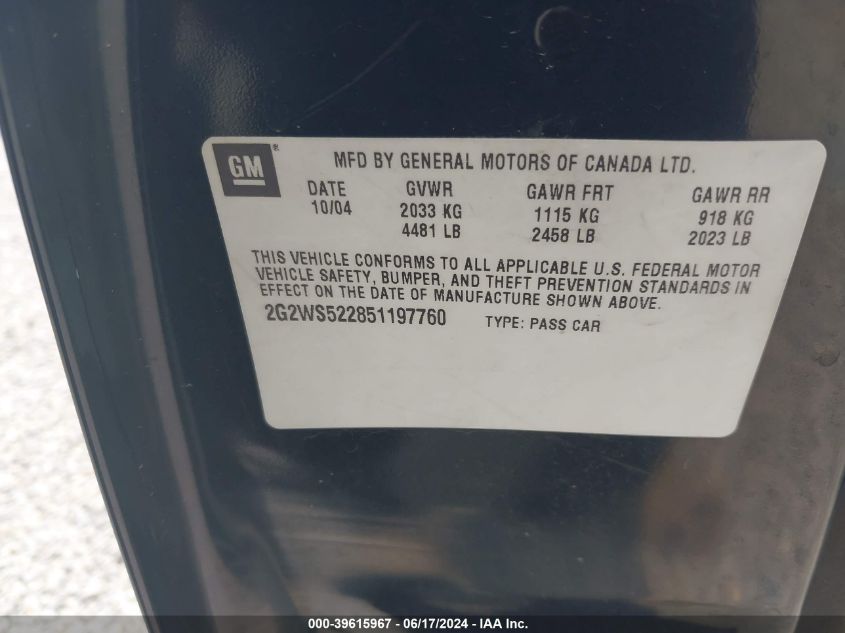 GM® MFD BY GENERAL MOTORS OF CANADA LTD.
DATE GVWR GAWR FRT GAWR RR
10/04 2033 KG 1115 KG 918 KG
4481 LB 2458 LB 2023 LB
THIS VEHICLE CONFORMS TO ALL APPLICABLE U.S. FEDERAL MOTOR
VEHICLE SAFETY, BUMPER, AND THEFT PREVENTION STANDARDS IN
EFFECT ON THE DATE OF MANUFACTURE SHOWN ABOVE.
2G2WS522851197760 TYPE: PASS CAR
000-39615967 - 06/17/2024 - IAA Inc.